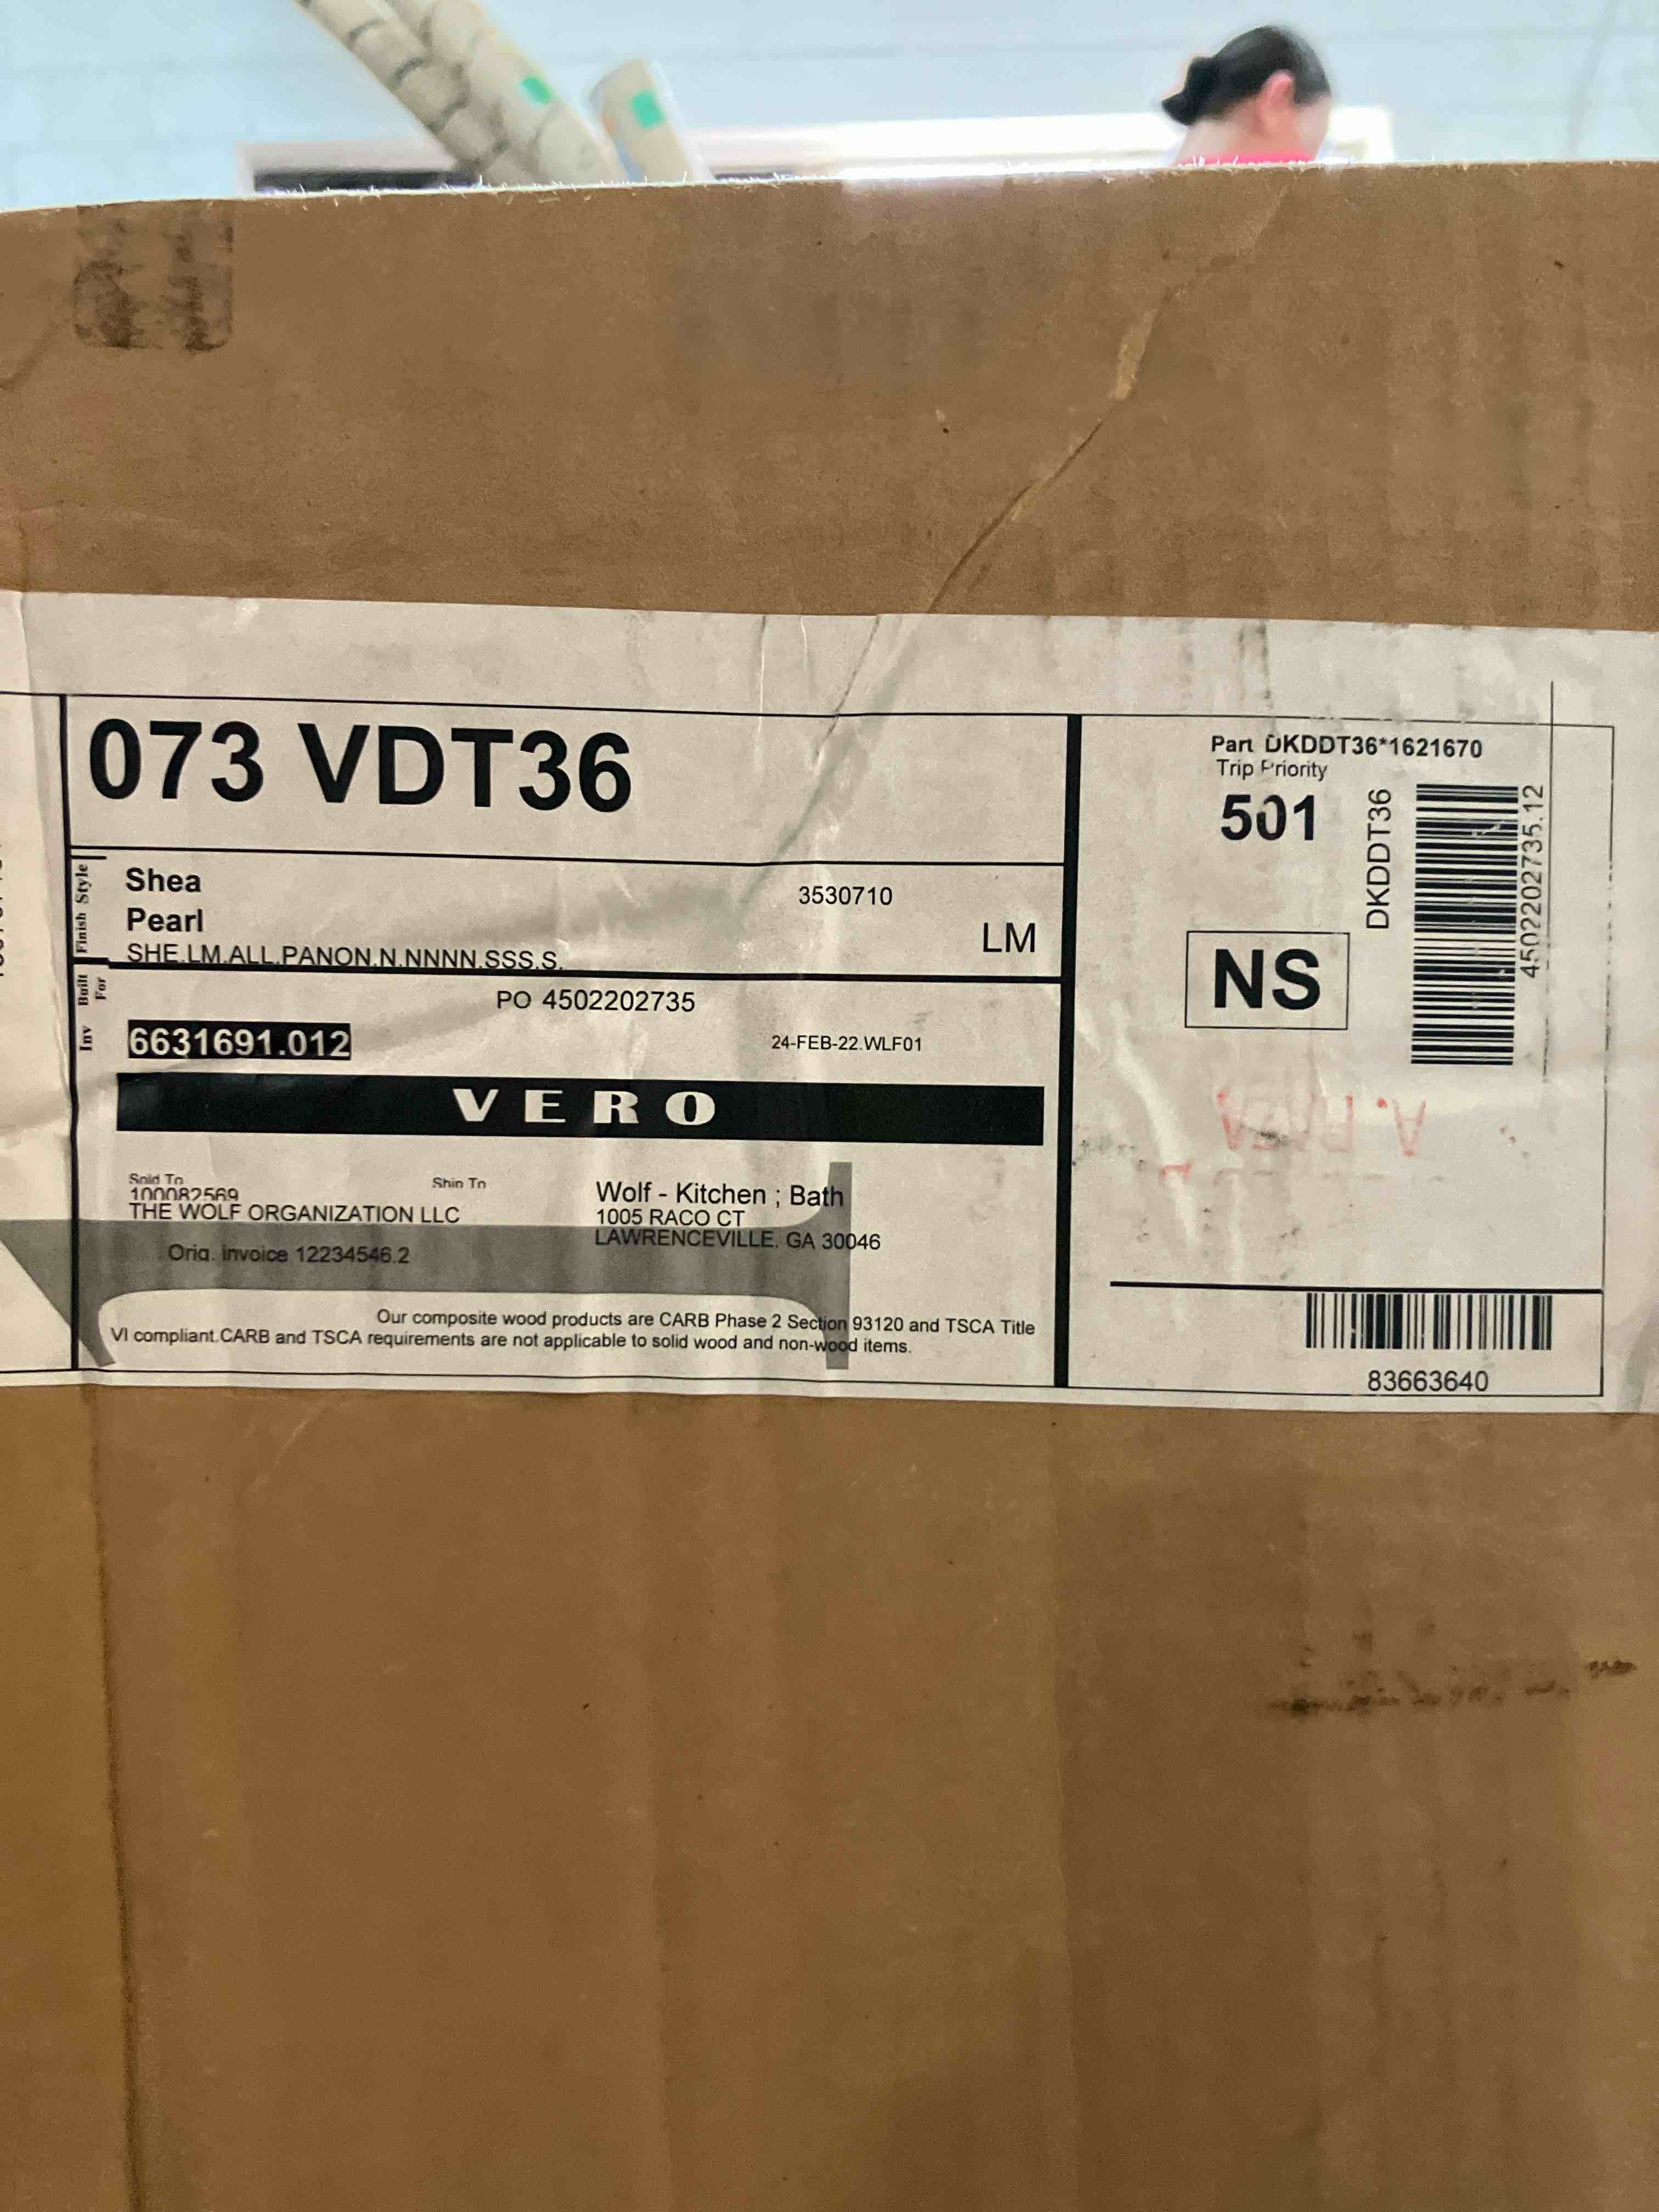 073 VDT36
Style
Finish
Shea
Pearl
3530710
LM
SHE.LM.ALL.PANON.N.NNNN.SSS.S.
Built
For
PO 4502202735
Inv
6631691.012
24-FEB-22.WLF01
VERO
Sold To
100082569
THE WOLF ORGANIZATION LLC
Orig. Invoice 12234546.2
Ship To
Wolf - Kitchen ; Bath
1005 RACO CT
LAWRENCEVILLE, GA 30046
Our composite wood products are CARB Phase 2 Section 93120 and TSCA Title
VI compliant.CARB and TSCA requirements are not applicable to solid wood and non-wood items.
Part DKDDT36*1621670
Trip Priority
501
NS
DKDDT36
4502202735.12
83663640